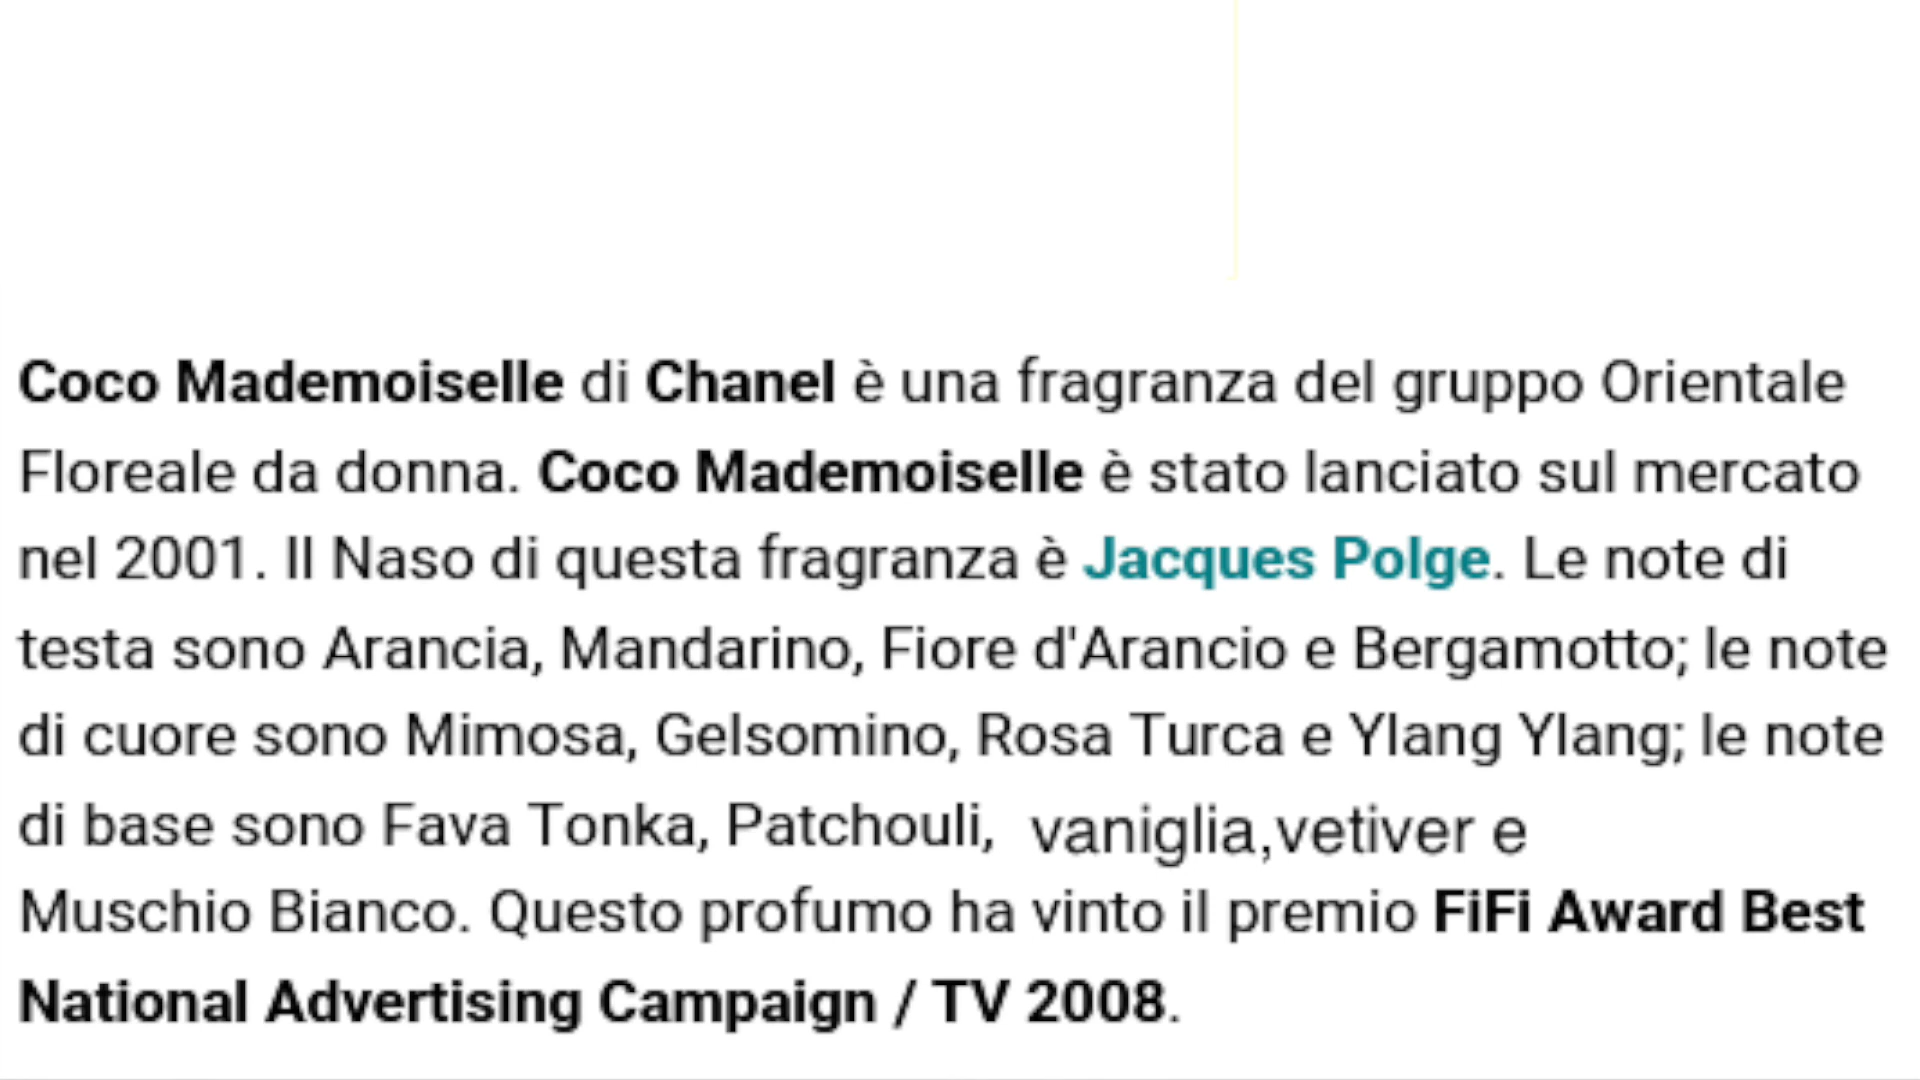 Coco Mademoiselle di Chanel è una fragranza del gruppo Orientale
Floreale da donna. Coco Mademoiselle è stato lanciato sul mercato
nel 2001. Il Naso di questa fragranza è Jacques Polge. Le note di
testa sono Arancia, Mandarino, Fiore d'Arancio e Bergamotto; le note
di cuore sono Mimosa, Gelsomino, Rosa Turca e Ylang Ylang; le note
di base sono Fava Tonka, Patchouli, vaniglia,vetiver e
Muschio Bianco. Questo profumo ha vinto il premio FiFi Award Best
National Advertising Campaign / TV 2008.